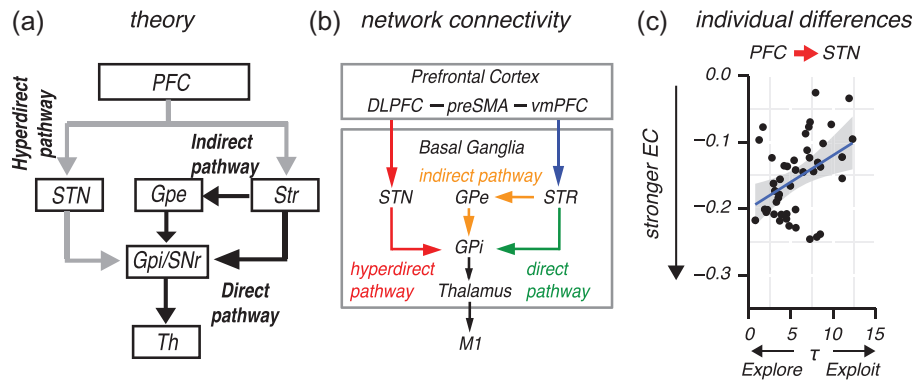 (a)
theory
PFC
Hyperdirect
pathway
Indirect
pathway
STN
Gpe
Str
Gpi/SNr
Direct
pathway
Th
(b)
network connectivity
Prefrontal Cortex
DLPFC – preSMA – vmPFC
Basal Ganglia
indirect pathway
STN
GPe
STR
GPi
hyperdirect
pathway
direct
pathway
Thalamus
M1
(c)
individual differences
PFC STN
stronger EC
0.0
−0.1
−0.2
−0.3
0 5 10 15
τ
Explore Exploit